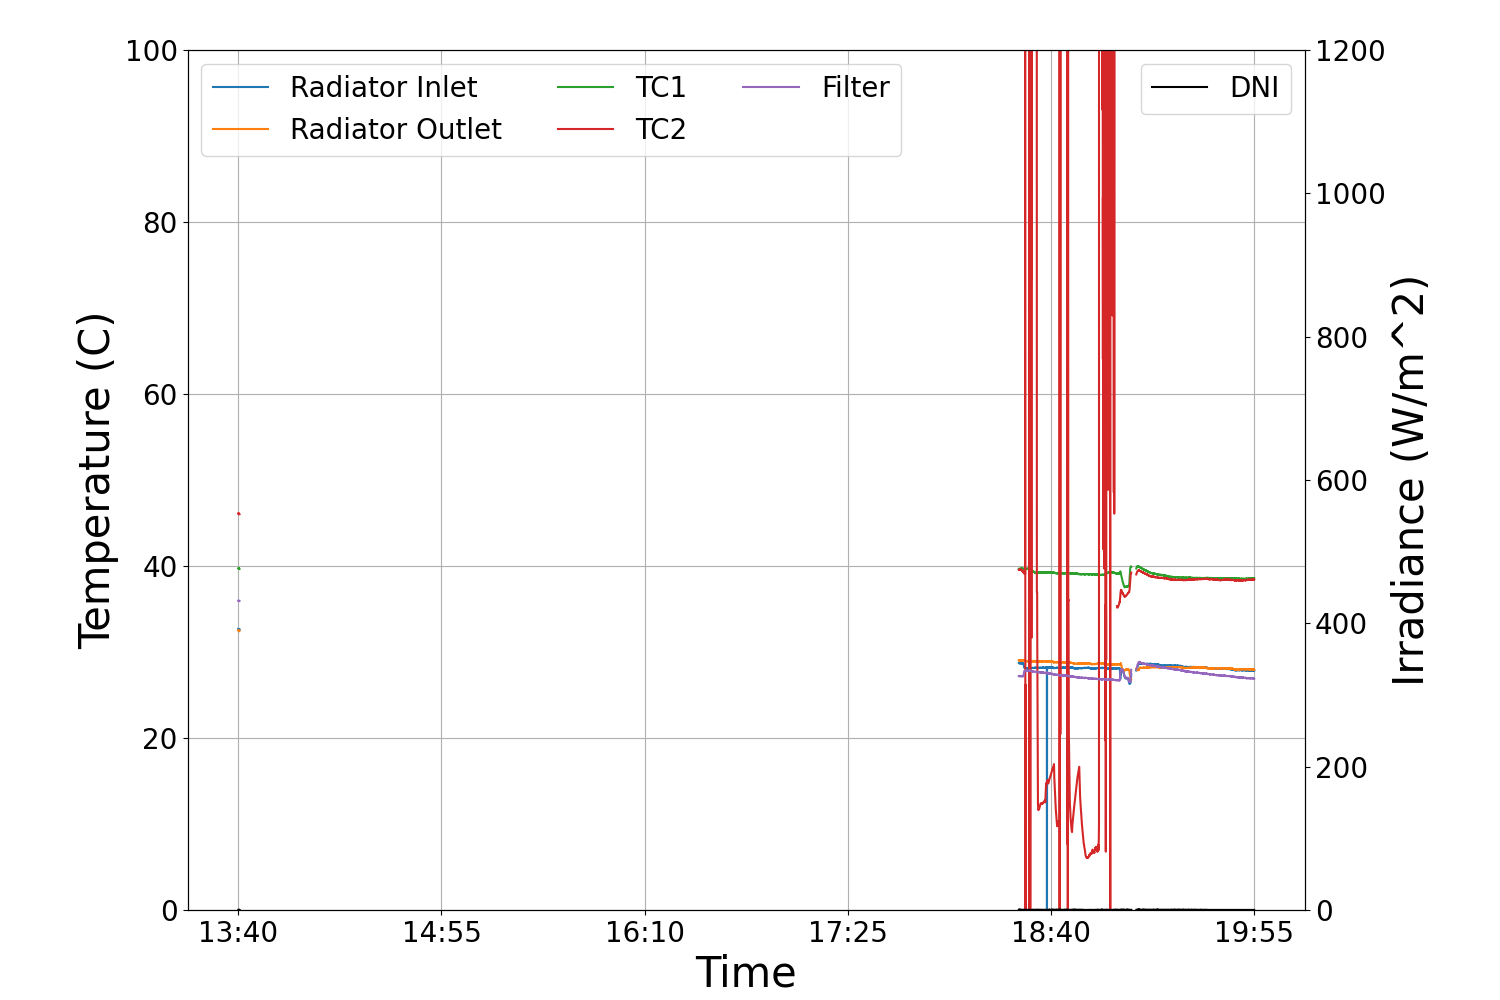 100
80
60
40
20
0
Temperature (C)
Radiator Inlet
Radiator Outlet
TC1
TC2
Filter
DNI
1200
1000
800
600
400
200
0
Irradiance (W/m^2)
13:40
14:55
16:10
17:25
18:40
19:55
Time